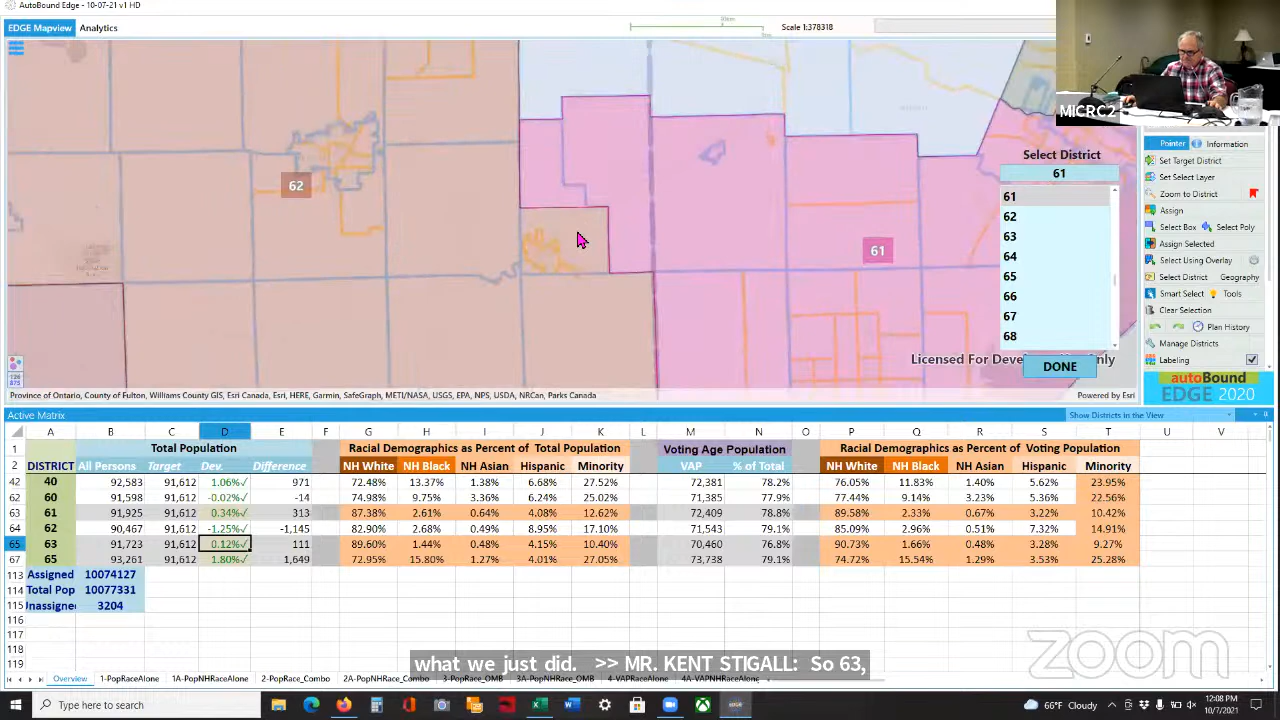 AutoBound Edge - 10-07-21 v1 HD
EDGE Mapview Analytics
Scale 1:378318
MICRC2
Select District
61
61
62
63
64
65
66
67
68
DONE
62
61
Licensed For Develop only
Province of Ontario, County of Fulton, Williams County GIS, Esri Canada, Esri, HERE, Garmin, SafeGraph, METI/NASA, USGS, EPA, NPS, USDA, NRCan, Parks Canada
Powered by Esri
Pointer Information
Set Target District
Set Select Layer
Zoom to District
Assign
Select Box Select Poly
Assign Selected
Select Using Overlay
Select District Geography
Smart Select Tools
Clear Selection
Plan History
Manage Districts
Labeling
autoBound
EDGE 2020
Active Matrix
Show Districts in the View
A B C D E F G H I J K L M N O P Q R S T U V
1 Total Population Racial Demographics as Percent of Total Population Voting Age Population Racial Demographics as Percent of Voting Population
2 DISTRICT All Persons Target Dev. Difference NH White NH Black NH Asian Hispanic Minority VAP % of Total NH White NH Black NH Asian Hispanic Minority
42 40 92,583 91,612 1.06%✓ 971 72.48% 13.37% 1.38% 6.68% 27.52% 72,381 78.2% 76.05% 11.83% 1.40% 5.62% 23.95%
62 60 91,598 91,612 -0.02%✓ -14 74.98% 9.75% 3.36% 6.24% 25.02% 71,385 77.9% 77.44% 9.14% 3.23% 5.36% 22.56%
63 61 91,925 91,612 0.34%✓ 313 87.38% 2.61% 0.64% 4.08% 12.62% 72,409 78.8% 89.58% 2.33% 0.67% 3.22% 10.42%
64 62 90,467 91,612 -1.25%✓ -1,145 82.90% 2.68% 0.49% 8.95% 17.10% 71,543 79.1% 85.09% 2.96% 0.51% 7.32% 14.91%
65 63 91,723 91,612 0.12%✓ 111 89.60% 1.44% 0.48% 4.15% 10.40% 70,460 76.8% 90.73% 1.66% 0.48% 3.28% 9.27%
67 65 93,261 91,612 1.80%✓ 1,649 72.95% 15.80% 1.27% 4.01% 27.05% 73,738 79.1% 74.72% 15.54% 1.29% 3.53% 25.28%
113 Assigned 10074127
114 Total Pop 10077331
115 Unassigned 3204
116
117
118
119
zoom
what we just did. >> MR. KENT STIGALL: So 63,
Overview 1-PopRaceAlone 1A-PopNHRaceAlone 2-PopRace_Combo 2A-PopNHRace_Combo 3-PopRace_OMB 3A-PopNHRace_OMB 4-VAPRaceAlone 4A-VAPNHRaceAlone
Type here to search
66°F Cloudy
12:08 PM
10/7/2021